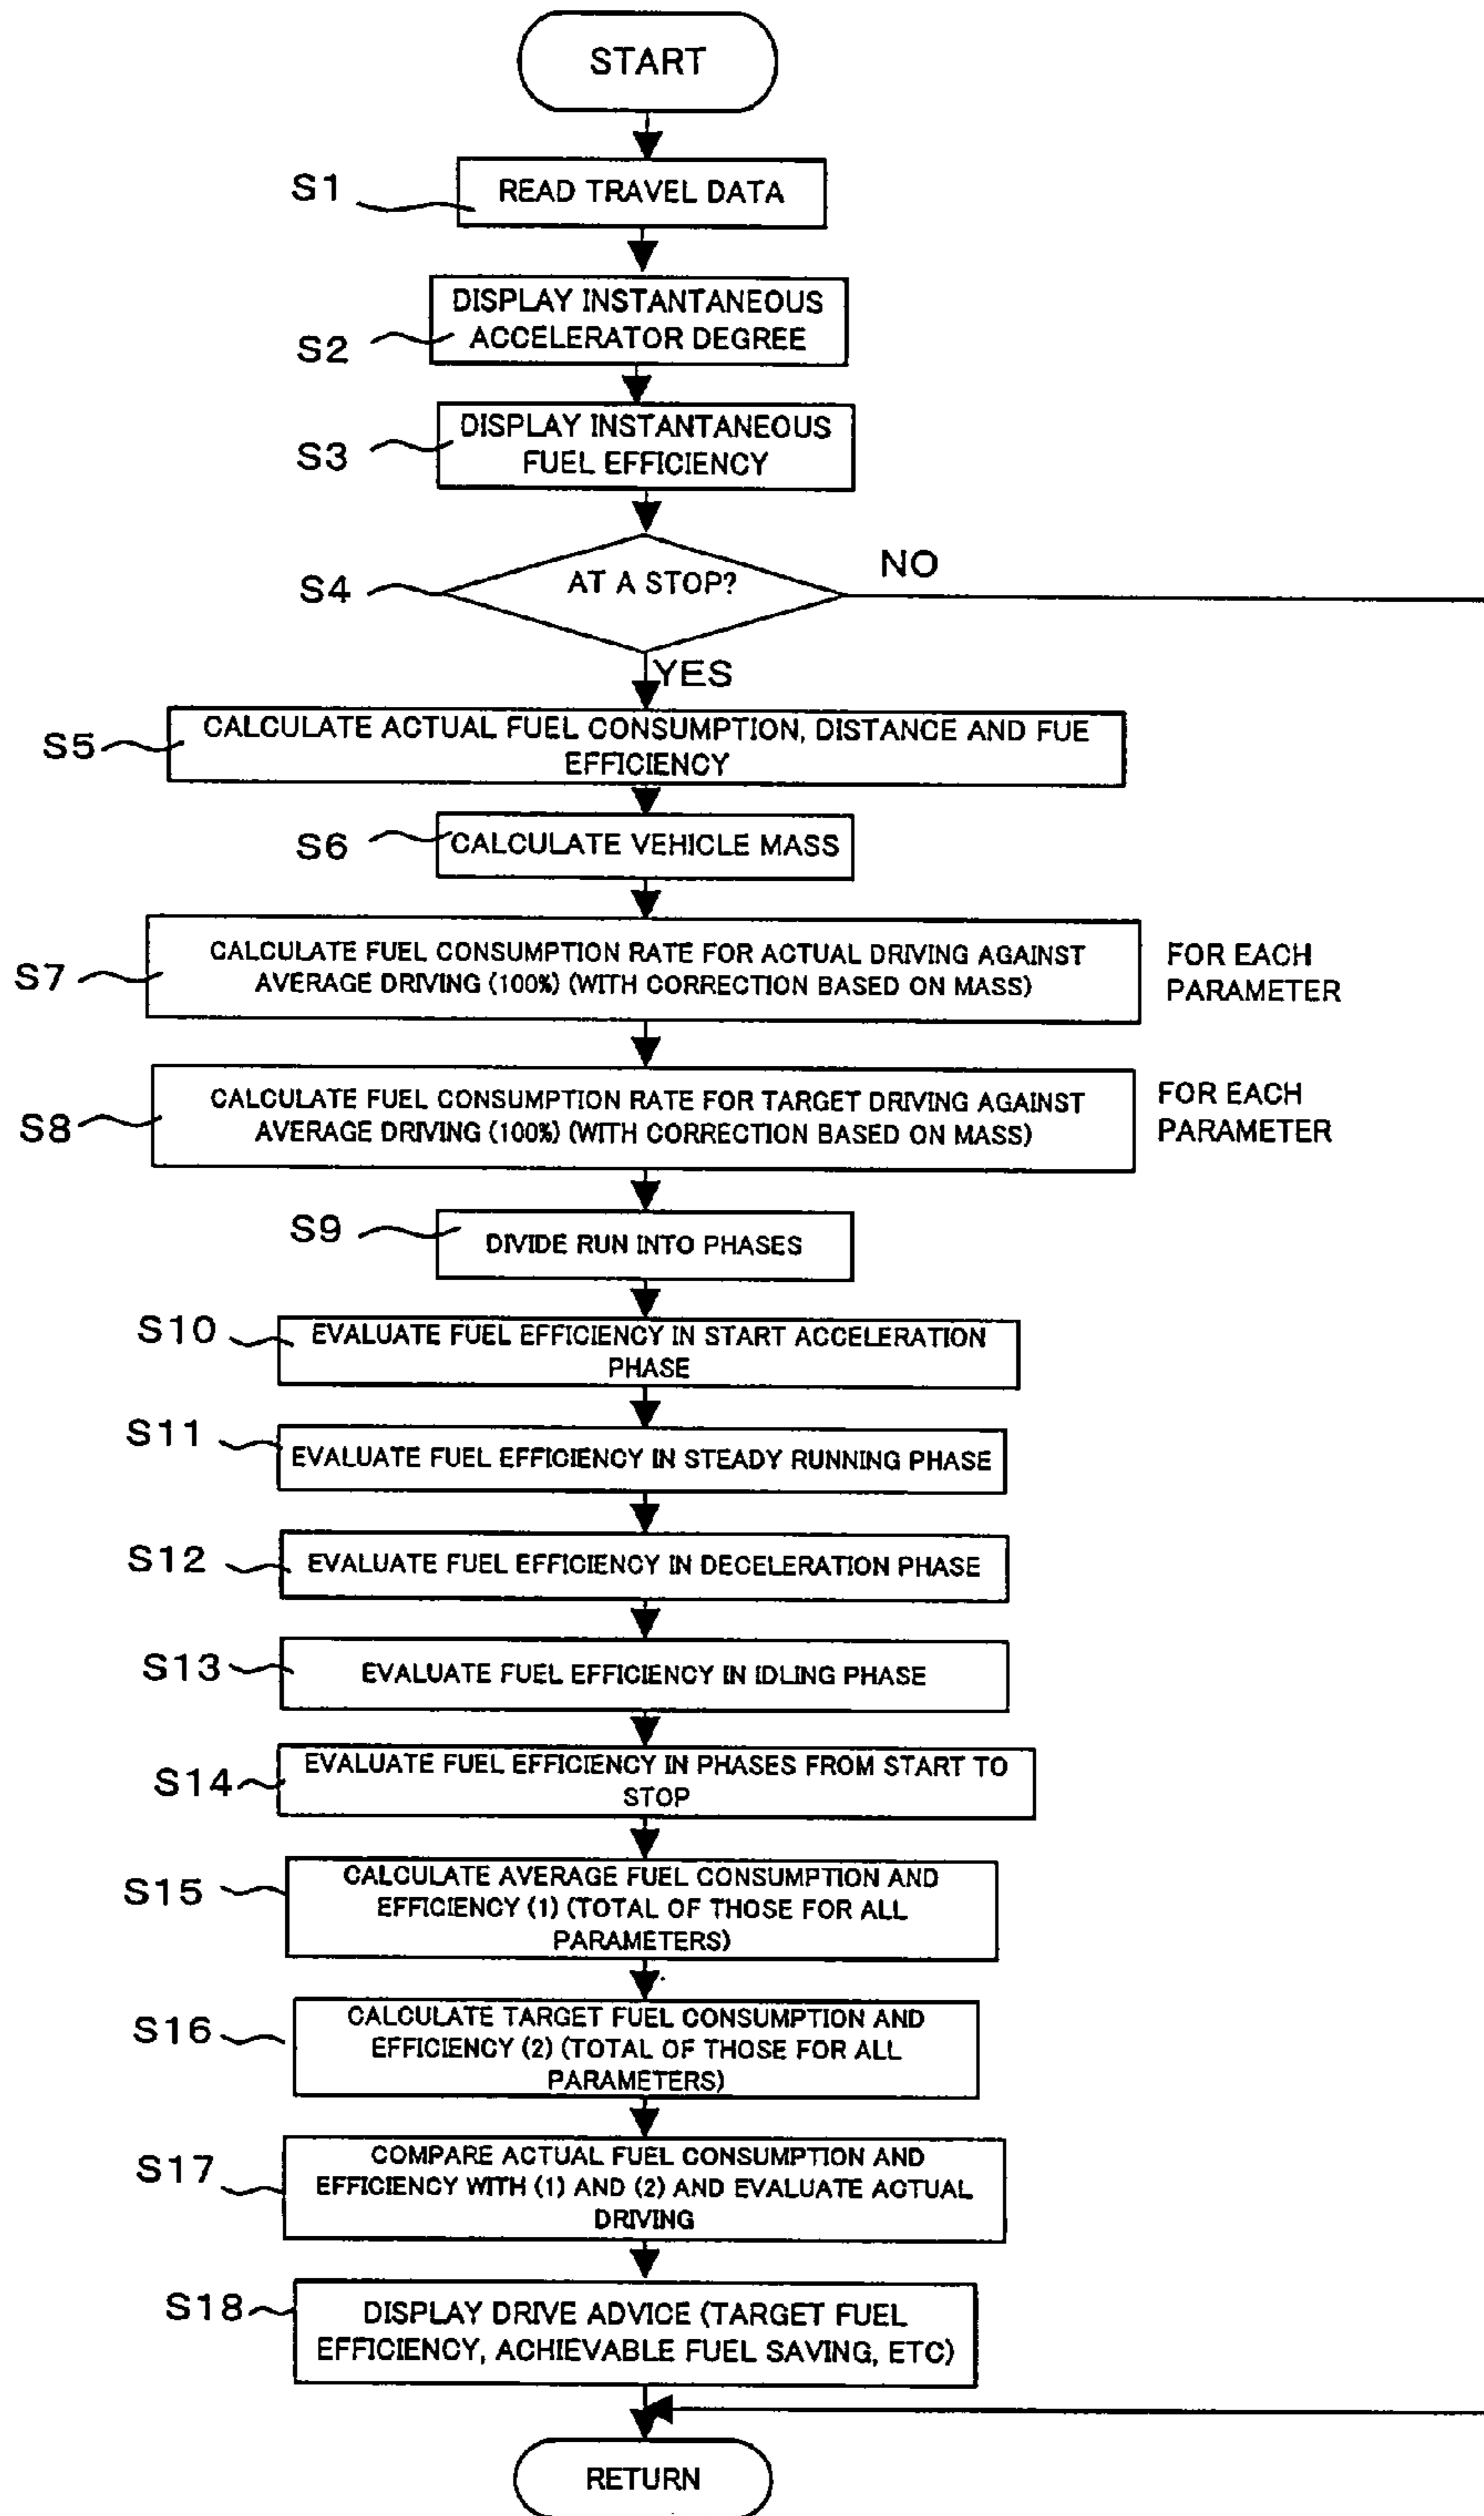 START
S1
READ TRAVEL DATA
S2
DISPLAY INSTANTANEOUS
ACCELERATOR DEGREE
S3
DISPLAY INSTANTANEOUS
FUEL EFFICIENCY
S4
AT A STOP?
NO
YES
S5
CALCULATE ACTUAL FUEL CONSUMPTION, DISTANCE AND FUE
EFFICIENCY
S6
CALCULATE VEHICLE MASS
S7
CALCULATE FUEL CONSUMPTION RATE FOR ACTUAL DRIVING AGAINST
AVERAGE DRIVING (100%) (WITH CORRECTION BASED ON MASS)
FOR EACH
PARAMETER
S8
CALCULATE FUEL CONSUMPTION RATE FOR TARGET DRIVING AGAINST
AVERAGE DRIVING (100%) (WITH CORRECTION BASED ON MASS)
FOR EACH
PARAMETER
S9
DIVIDE RUN INTO PHASES
S10
EVALUATE FUEL EFFICIENCY IN START ACCELERATION
PHASE
S11
EVALUATE FUEL EFFICIENCY IN STEADY RUNNING PHASE
S12
EVALUATE FUEL EFFICIENCY IN DECELERATION PHASE
S13
EVALUATE FUEL EFFICIENCY IN IDLING PHASE
S14
EVALUATE FUEL EFFICIENCY IN PHASES FROM START TO
STOP
S15
CALCULATE AVERAGE FUEL CONSUMPTION AND
EFFICIENCY (1) (TOTAL OF THOSE FOR ALL
PARAMETERS)
S16
CALCULATE TARGET FUEL CONSUMPTION AND
EFFICIENCY (2) (TOTAL OF THOSE FOR ALL
PARAMETERS)
S17
COMPARE ACTUAL FUEL CONSUMPTION AND
EFFICIENCY WITH (1) AND (2) AND EVALUATE ACTUAL
DRIVING
S18
DISPLAY DRIVE ADVICE (TARGET FUEL
EFFICIENCY, ACHIEVABLE FUEL SAVING, ETC)
RETURN